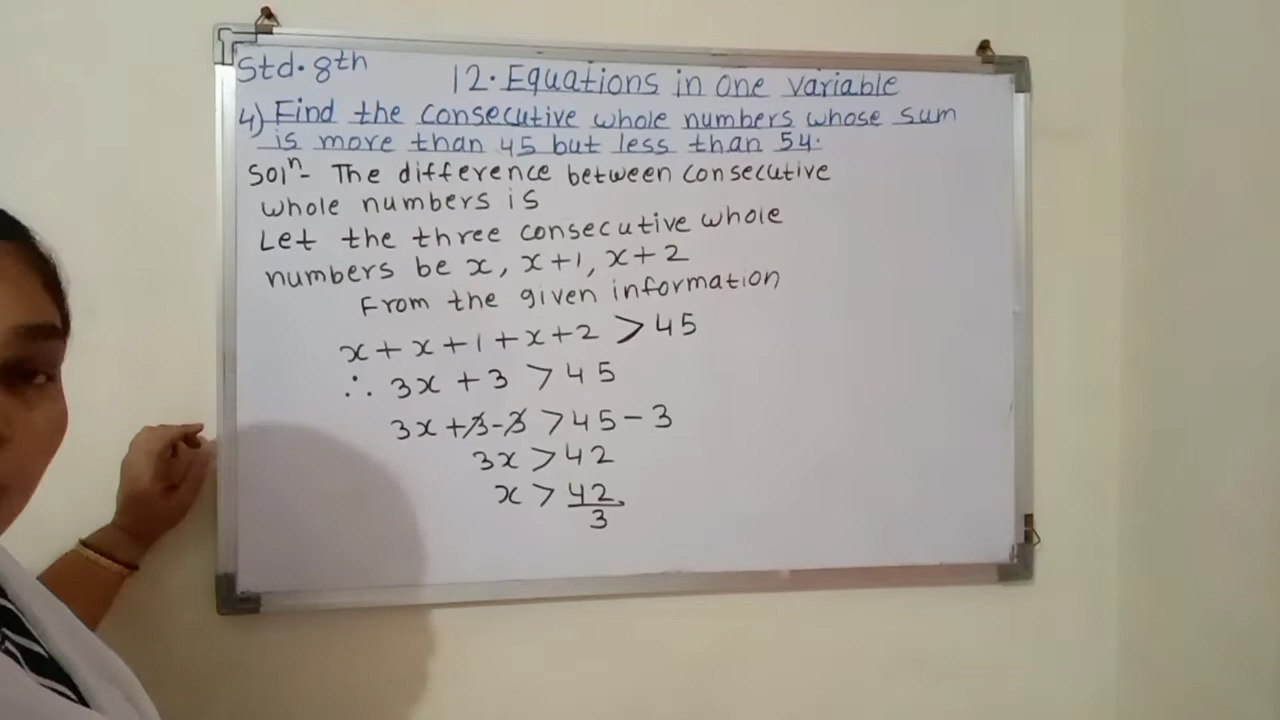 Std. 8th
12. Equations in one variable
4) Find the consecutive whole numbers whose sum
is more than 45 but less than 54.
Solⁿ- The difference between consecutive
whole numbers is
Let the three consecutive whole
numbers be x, x+1, x+2
From the given information
x + x + 1 + x + 2 > 45
∴ 3x + 3 > 45
3x + 3 - 3 > 45 - 3
3x > 42
x > 42
3